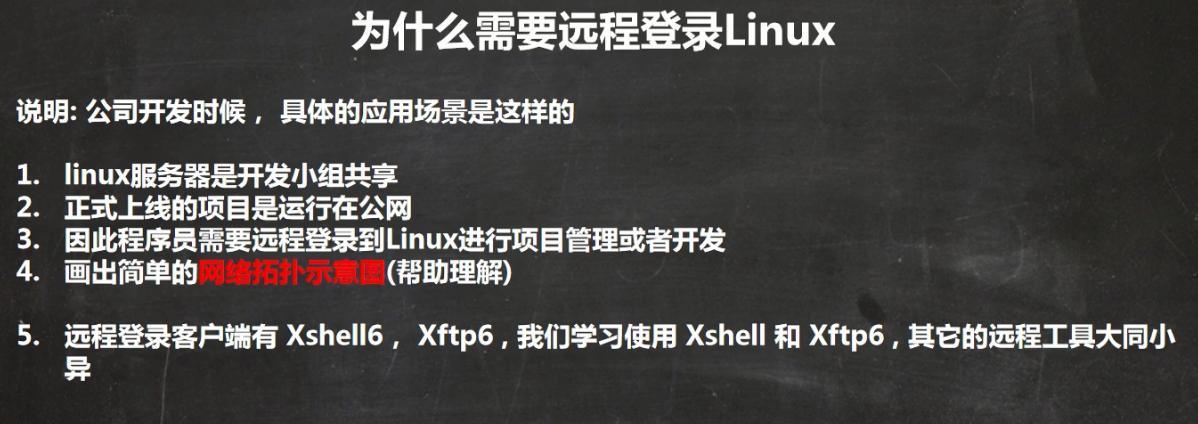 为什么需要远程登录Linux
说明: 公司开发时候， 具体的应用场景是这样的
1. linux服务器是开发小组共享
2. 正式上线的项目是运行在公网
3. 因此程序员需要远程登录到Linux进行项目管理或者开发
4. 画出简单的网络拓扑示意图(帮助理解)
5. 远程登录客户端有 Xshell6， Xftp6 , 我们学习使用 Xshell 和 Xftp6 , 其它的远程工具大同小
异